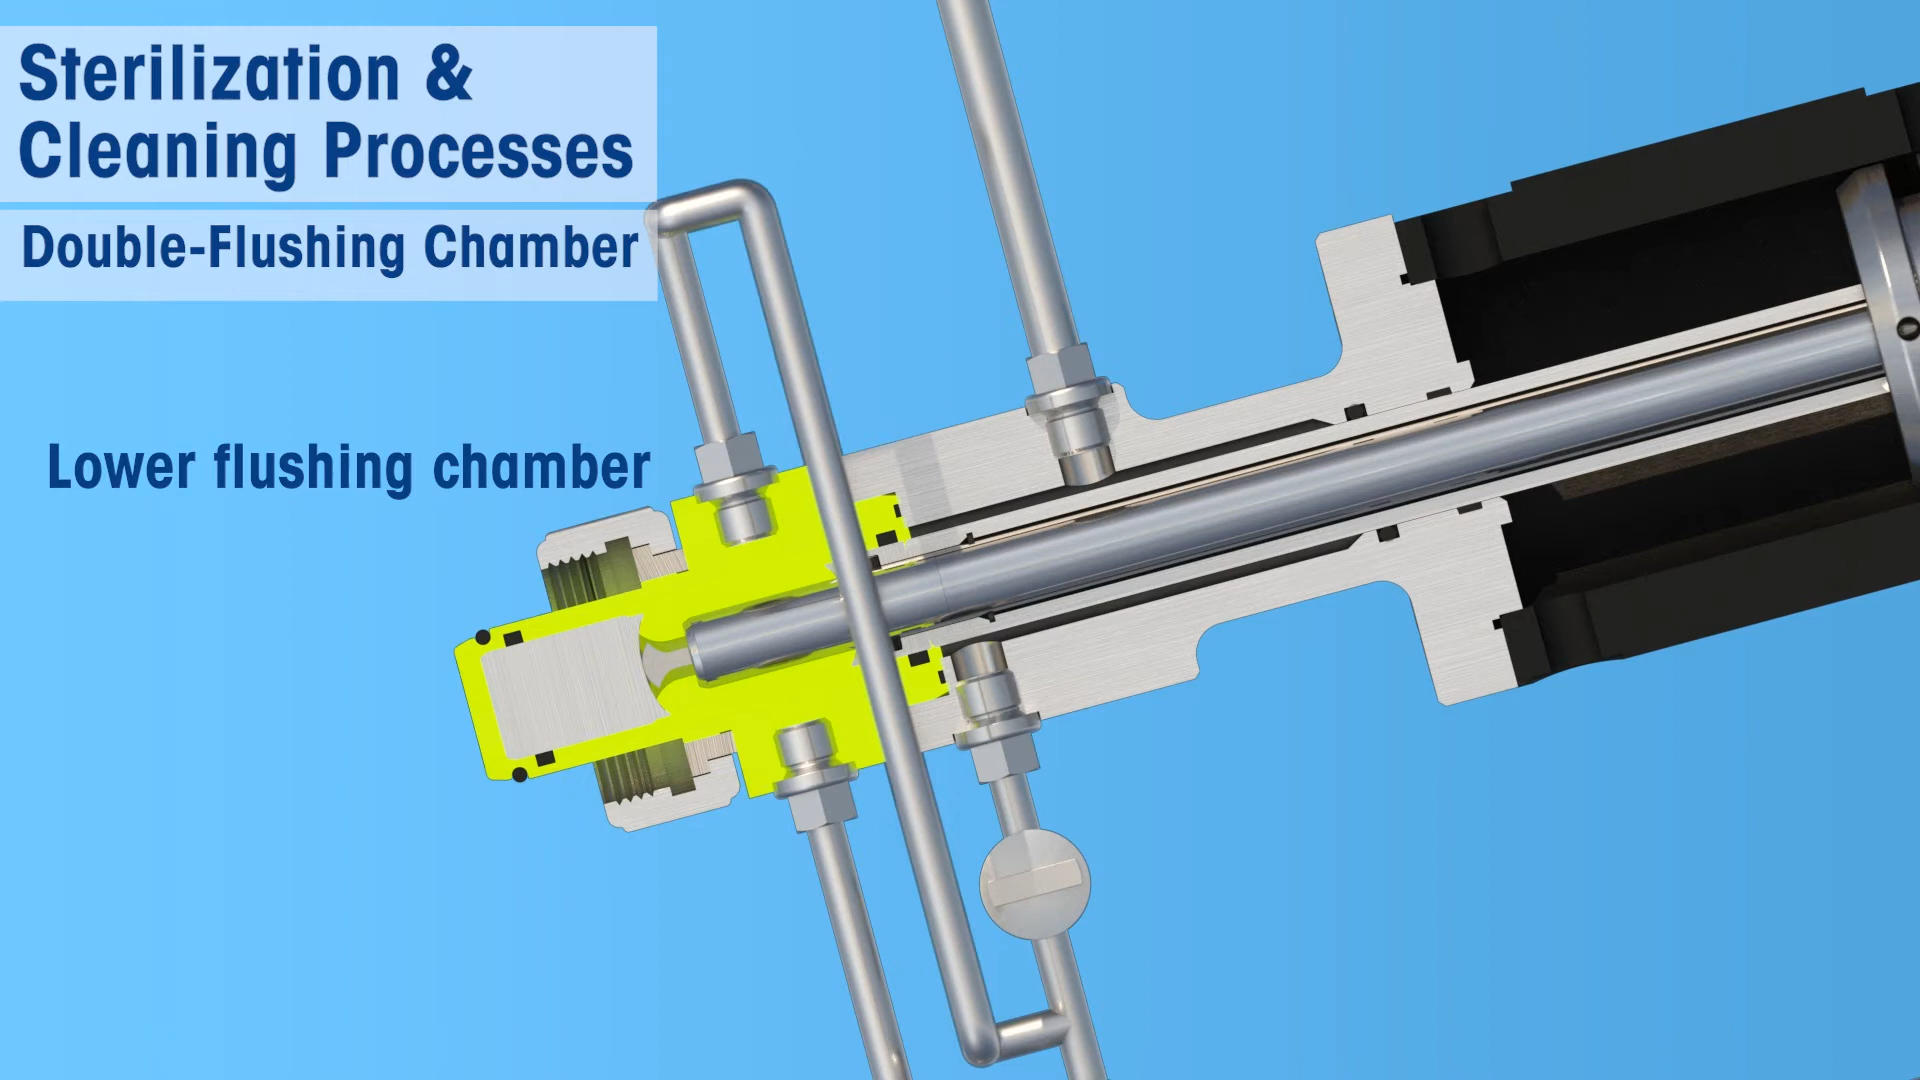 Sterilization &
Cleaning Processes
Double-Flushing Chamber
Lower flushing chamber